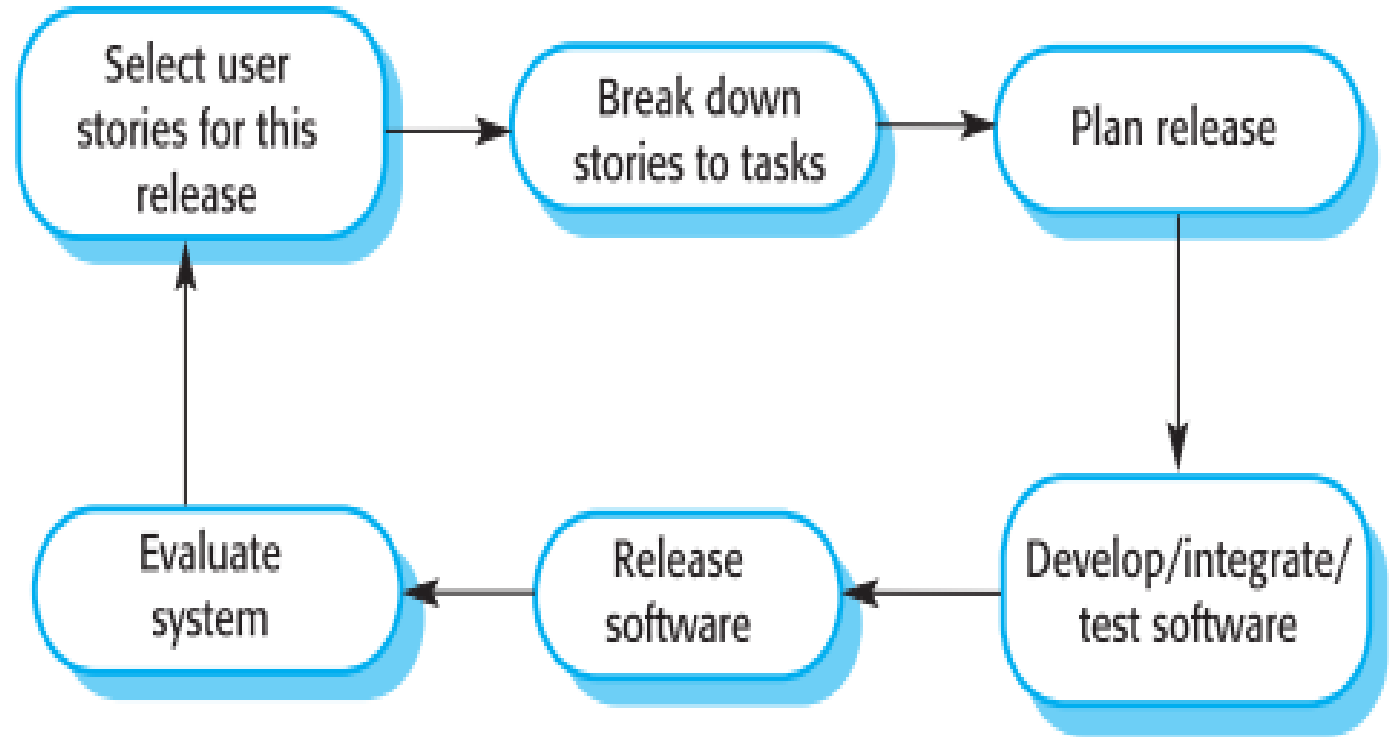 Select user
stories for this
release
Break down
stories to tasks
Plan release
Evaluate
system
Release
software
Develop/integrate/
test software